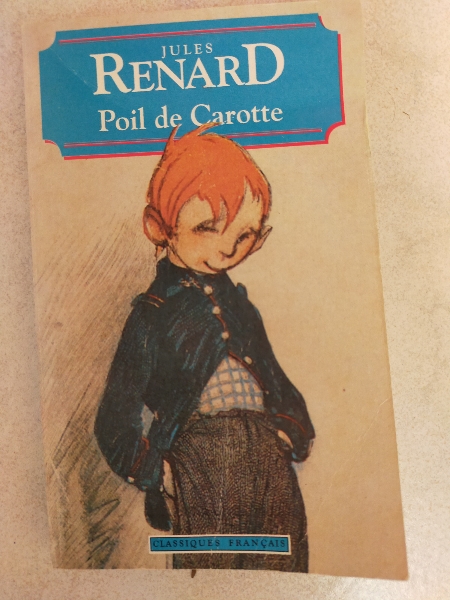 JULES
RENARD
Poil de Carotte
CLASSIQUES FRANÇAIS